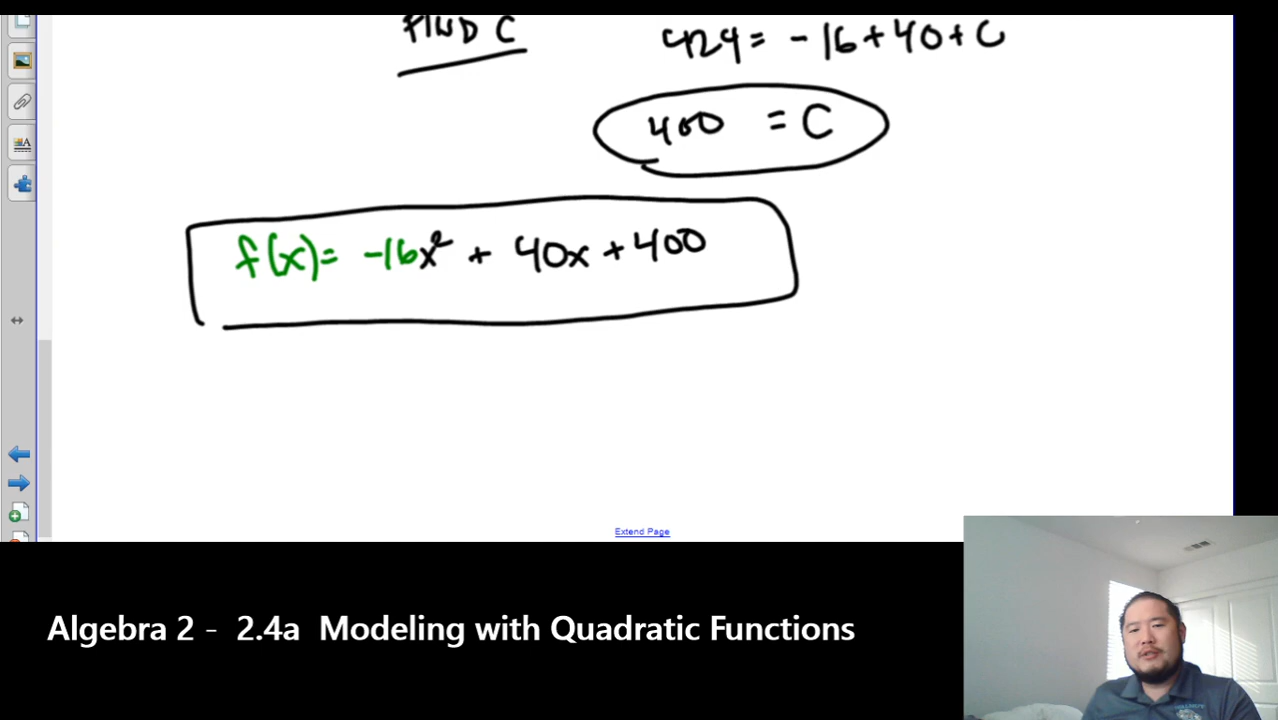 FIND C
424 = -16+40+C
400 = C
f(x)= -16x² + 40x + 400
Extend Page
Algebra 2 - 2.4a Modeling with Quadratic Functions